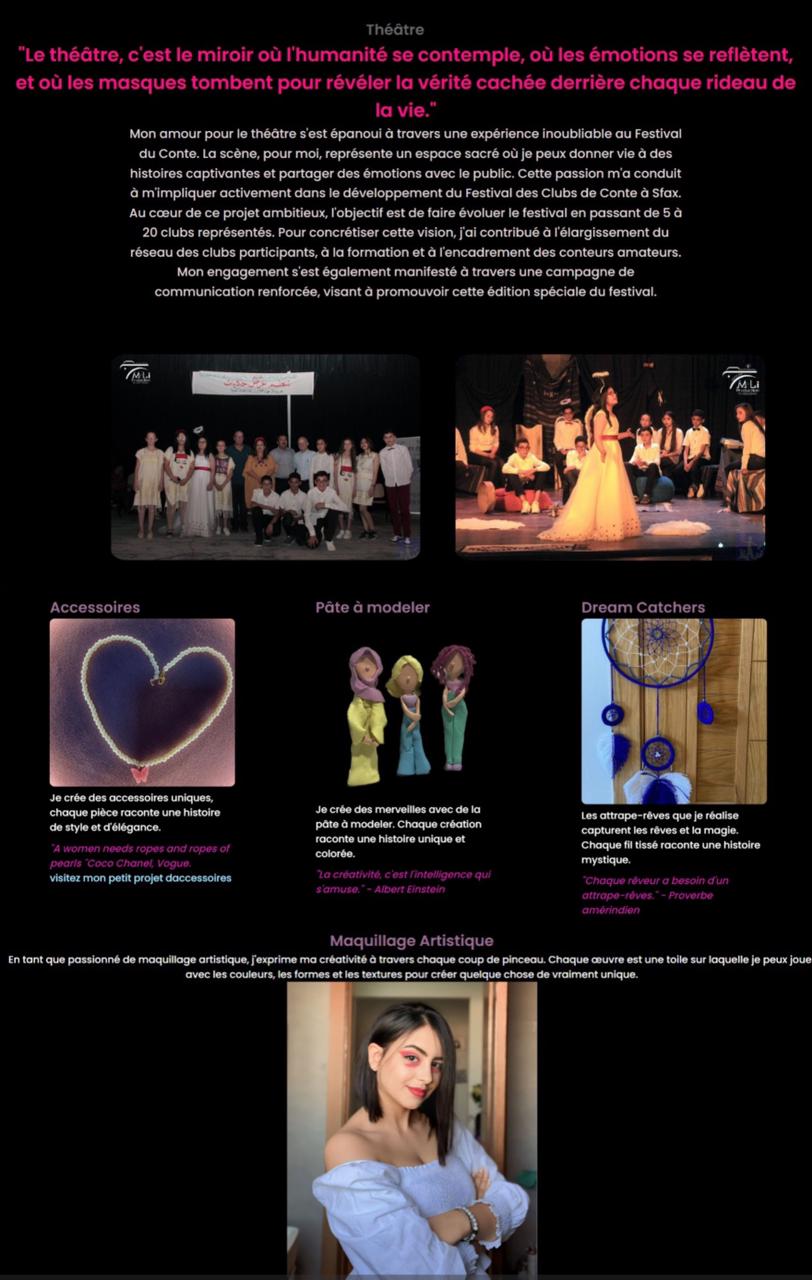 Théâtre
"Le théâtre, c'est le miroir où l'humanité se contemple, où les émotions se reflètent,
et où les masques tombent pour révéler la vérité cachée derrière chaque rideau de
la vie."
Mon amour pour le théâtre s'est épanoui à travers une expérience inoubliable au Festival
du Conte. La scène, pour moi, représente un espace sacré où je peux donner vie à des
histoires captivantes et partager des émotions avec le public. Cette passion m'a conduit
à m'impliquer activement dans le développement du Festival des Clubs de Conte à Sfax.
Au cœur de ce projet ambitieux, l'objectif est de faire évoluer le festival en passant de 5 à
20 clubs représentés. Pour concrétiser cette vision, j'ai contribué à l'élargissement du
réseau des clubs participants, à la formation et à l'encadrement des conteurs amateurs.
Mon engagement s'est également manifesté à travers une campagne de
communication renforcée, visant à promouvoir cette édition spéciale du festival.
Accessoires
Je crée des accessoires uniques,
chaque pièce raconte une histoire
de style et d'élégance.
"A women needs ropes and ropes of
pearls "Coco Chanel, Vogue.
visitez mon petit projet daccessoires
Pâte à modeler
Je crée des merveilles avec de la
pâte à modeler. Chaque création
raconte une histoire unique et
colorée.
"La créativité, c'est l'intelligence qui
s'amuse." - Albert Einstein
Dream Catchers
Les attrape-rêves que je réalise
capturent les rêves et la magie.
Chaque fil tissé raconte une histoire
mystique.
"Chaque rêveur a besoin d'un
attrape-rêves." - Proverbe
amérindien
Maquillage Artistique
En tant que passionné de maquillage artistique, j'exprime ma créativité à travers chaque coup de pinceau. Chaque œuvre est une toile sur laquelle je peux joue
avec les couleurs, les formes et les textures pour créer quelque chose de vraiment unique.